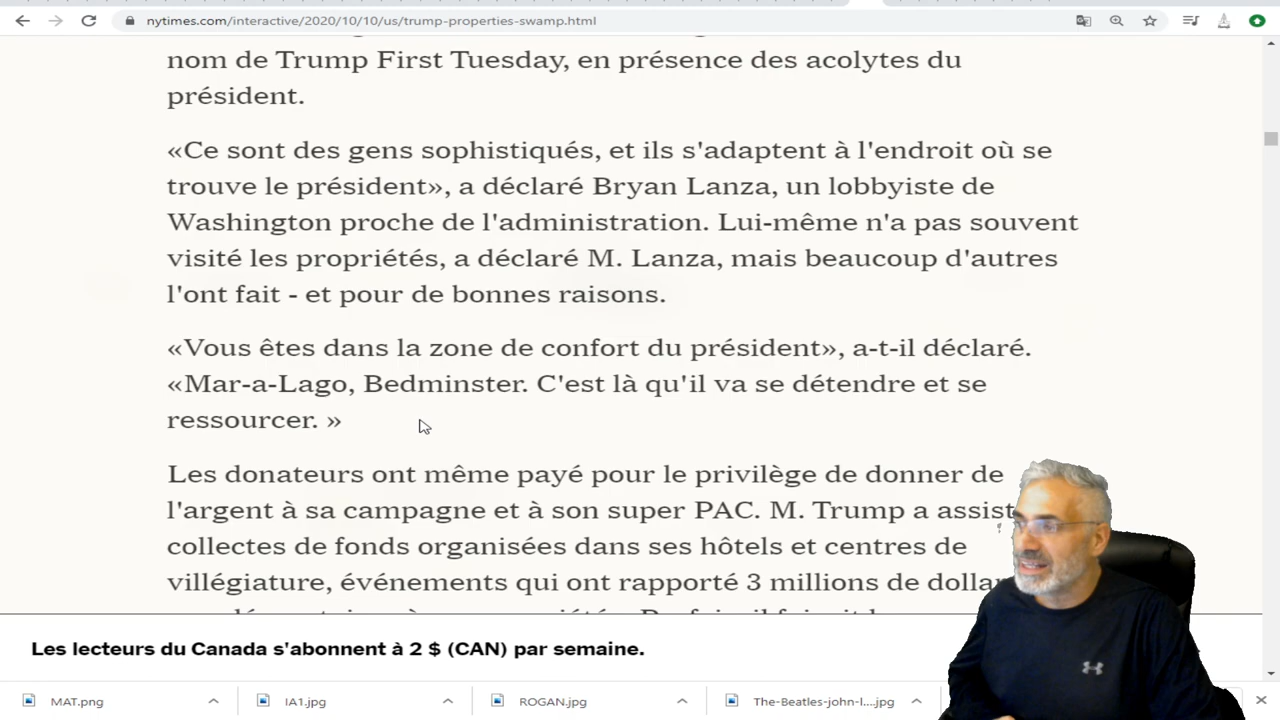 nytimes.com/interactive/2020/10/10/us/trump-properties-swamp.html
nom de Trump First Tuesday, en présence des acolytes du
président.
«Ce sont des gens sophistiqués, et ils s'adaptent à l'endroit où se
trouve le président», a déclaré Bryan Lanza, un lobbyiste de
Washington proche de l'administration. Lui-même n'a pas souvent
visité les propriétés, a déclaré M. Lanza, mais beaucoup d'autres
l'ont fait - et pour de bonnes raisons.
«Vous êtes dans la zone de confort du président», a-t-il déclaré.
«Mar-a-Lago, Bedminster. C'est là qu'il va se détendre et se
ressourcer. »
Les donateurs ont même payé pour le privilège de donner de
l'argent à sa campagne et à son super PAC. M. Trump a
collectes de fonds organisées dans ses hôtels et centres de
villégiature, événements qui ont rapporté 3 millions de
Les lecteurs du Canada s'abonnent à 2 $ (CAN) par semaine.
MAT.png
IA1.jpg
ROGAN.jpg
The-Beatles-john-l....jpg